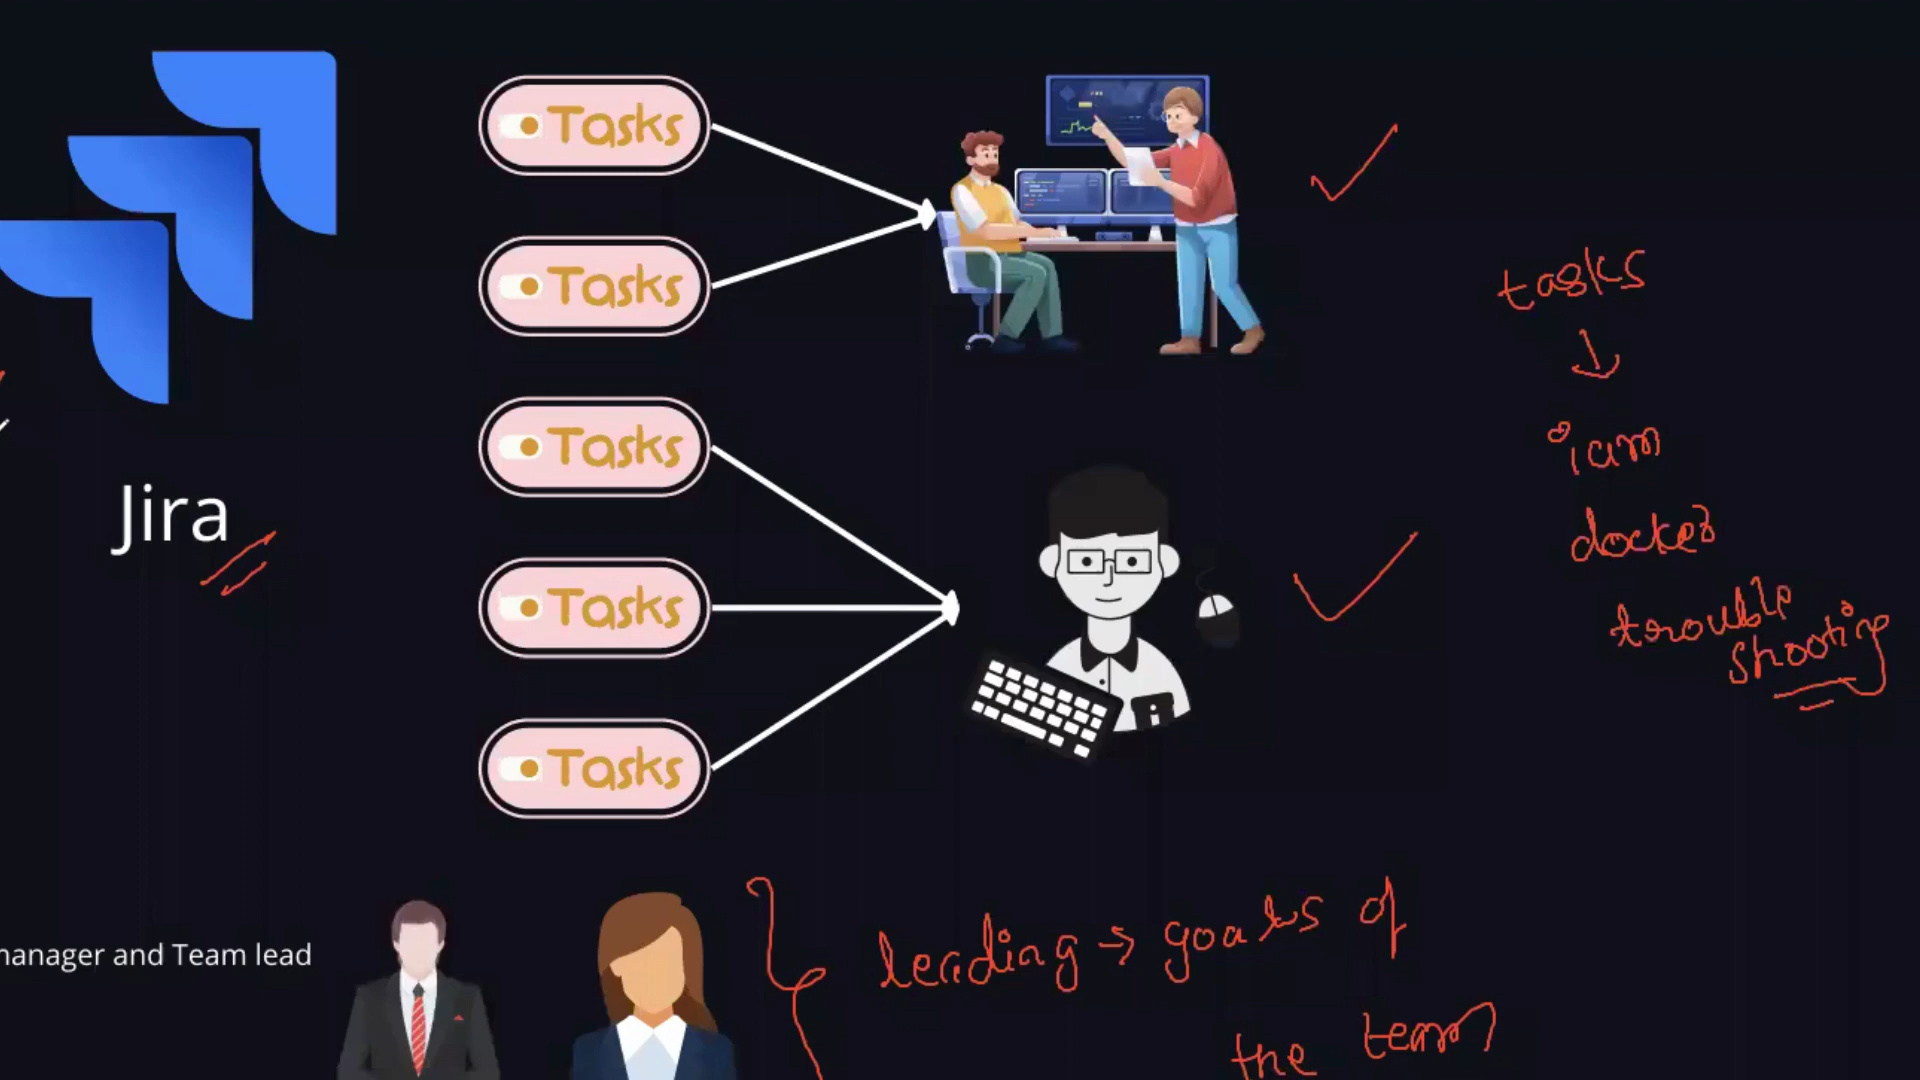 Tasks
Tasks
Tasks
Tasks
Tasks
Jira
tasks
iam
docker
trouble
shooting
manager and Team lead
leading → goals of
the team